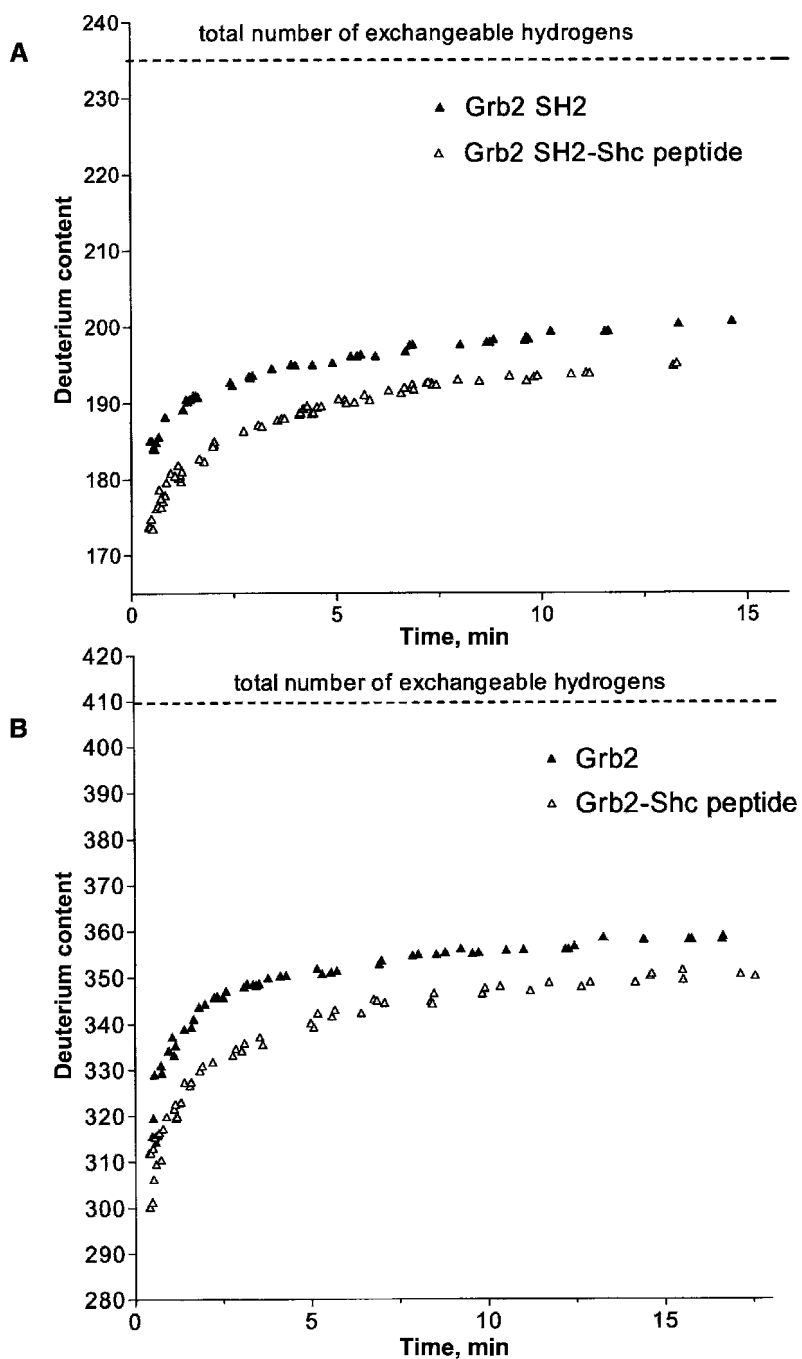 A
240
total number of exchangeable hydrogens
230
▲ Grb2 SH2
△ Grb2 SH2-Shc peptide
220
210
200
190
180
170
Deuterium content
0 5 10 15
Time, min
420
total number of exchangeable hydrogens
410
B
400
▲ Grb2
390
△ Grb2-Shc peptide
380
370
360
350
340
330
320
310
300
290
280
Deuterium content
0 5 10 15
Time, min